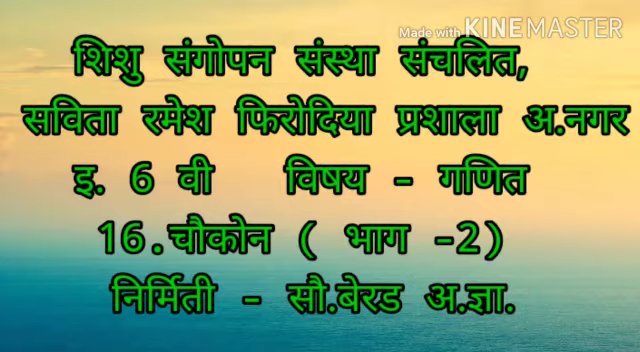 Made with KINEMASTER
शिशु संगोपन संस्था संचलित,
सविता रमेश फिरोदिया प्रशाला अ.नगर
इ. 6 वी विषय - गणित
16.चौकोन ( भाग -2)
निर्मिती - सौ.बेरड अ.ज्ञा.